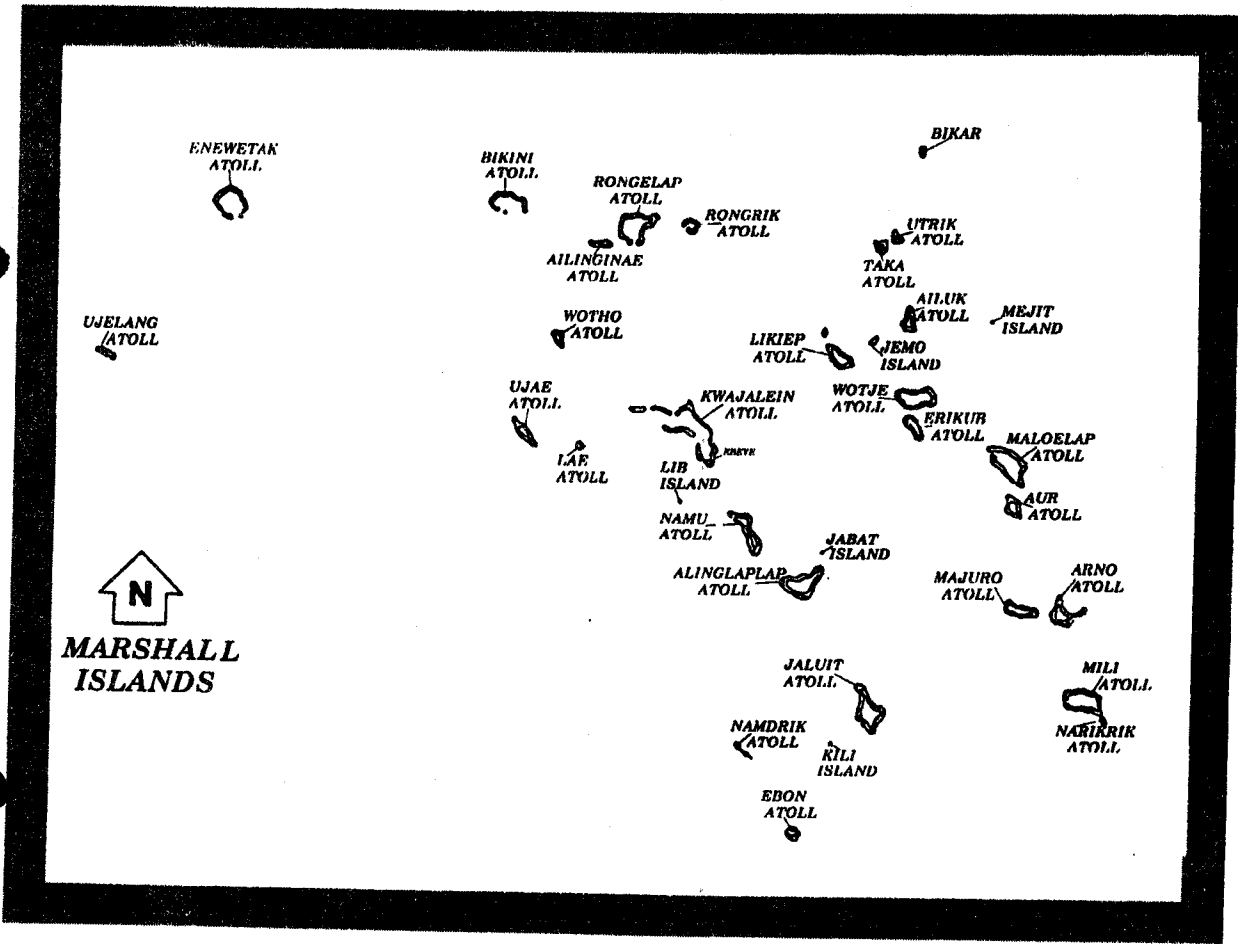 BIKAR
ENEWETAK
ATOLL
BIKINI
ATOLL
RONGELAP
ATOLL
RONGRIK
ATOLL
UTRIK
ATOLL
AILINGINAE
ATOLL
TAKA
ATOLL
AILUK
ATOLL
MEJIT
ISLAND
UJELANG
ATOLL
WOTHO
ATOLL
LIKIEP
ATOLL
JEMO
ISLAND
UJAE
ATOLL
KWAJALEIN
ATOLL
WOTJE
ATOLL
ERIKUB
ATOLL
MALOELAP
ATOLL
LAE
ATOLL
LIB
ISLAND
AUR
ATOLL
NAMU
ATOLL
JABAT
ISLAND
ALINGLAPLAP
ATOLL
MAJURO
ATOLL
ARNO
ATOLL
N
MARSHALL
ISLANDS
JALUIT
ATOLL
MILI
ATOLL
NAMDRIK
ATOLL
KILI
ISLAND
NARIKRIK
ATOLL
EBON
ATOLL